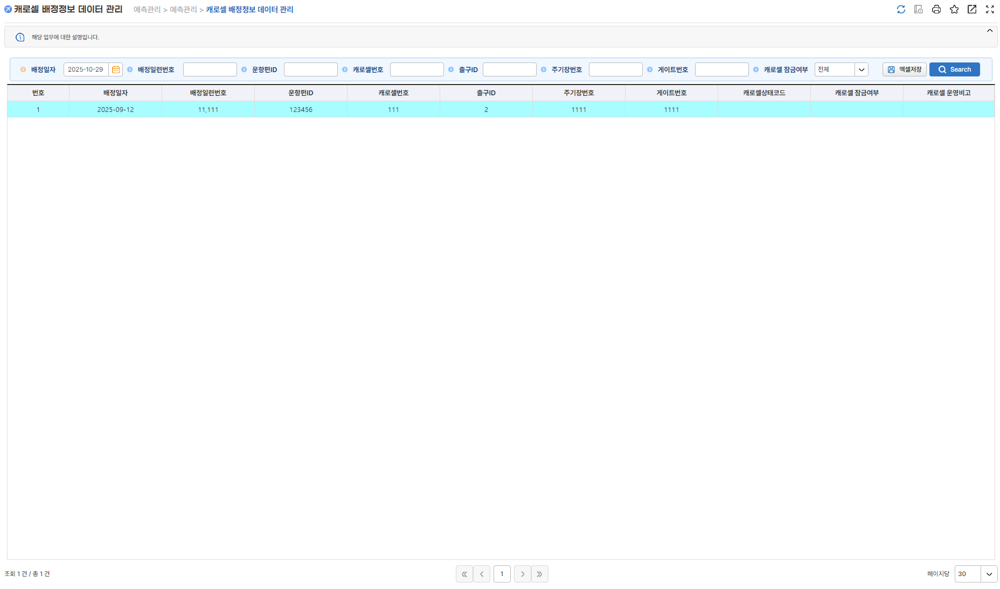 캐로셀 배정정보 데이터 관리 예측관리 > 예측관리 > 캐로셀 배정정보 데이터 관리
해당 업무에 대한 설명입니다.
배정일자 2025-10-29 배정일련번호 운항편ID 캐로셀번호 출구ID 주기장번호 게이트번호 캐로셀 잠금여부 전체 엑셀저장 Search
번호 배정일자 배정일련번호 운항편ID 캐로셀번호 출구ID 주기장번호 게이트번호 캐로셀상태코드 캐로셀 잠금여부 캐로셀 운영비고
1 2025-09-12 11,111 123456 111 2 1111 1111
조회 1 건 / 총 1 건 1 페이지당 30